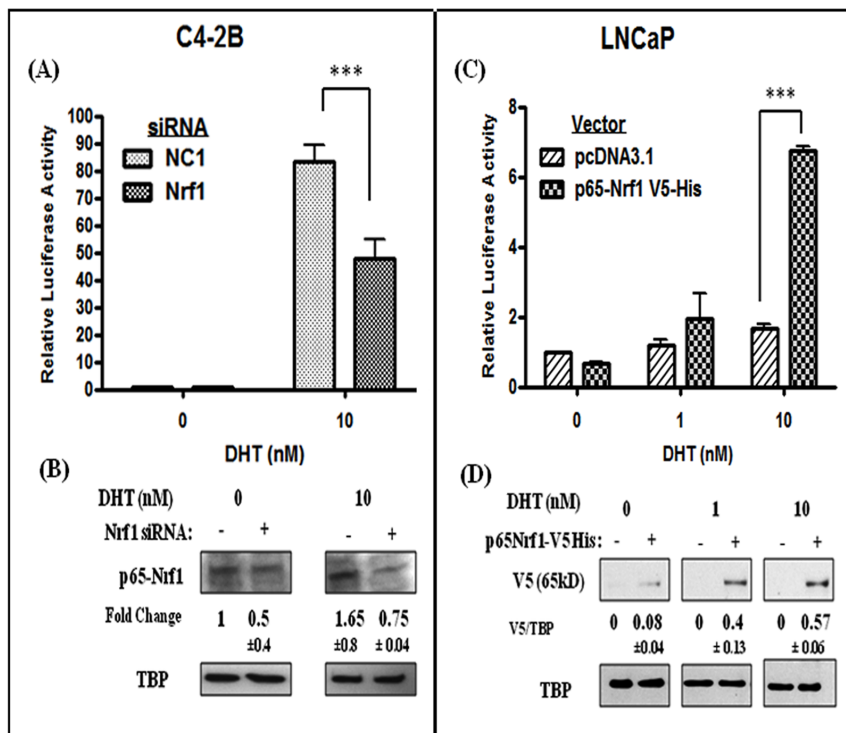 C4-2B
(A)
***
Relative Luciferase Activity
100
90
80
70
60
50
40
30
20
10
0
siRNA
NC1
Nrf1
0 10
DHT (nM)
(B)
DHT (nM) 0 10
Nrf1 siRNA: - + - +
p65-Nrf1
Fold Change 1 0.5 1.65 0.75
±0.4 ±0.8 ± 0.04
TBP
LNCaP
(C)
***
Relative Luciferase Activity
8
6
4
2
0
Vector
pcDNA3.1
p65-Nrf1 V5-His
0 1 10
DHT (nM)
(D)
DHT (nM) 0 1 10
p65Nrf1-V5His: - + - + - +
V5 (65kD)
V5/TBP 0 0.08 0 0.4 0 0.57
±0.04 ± 0.13 ± 0.06
TBP